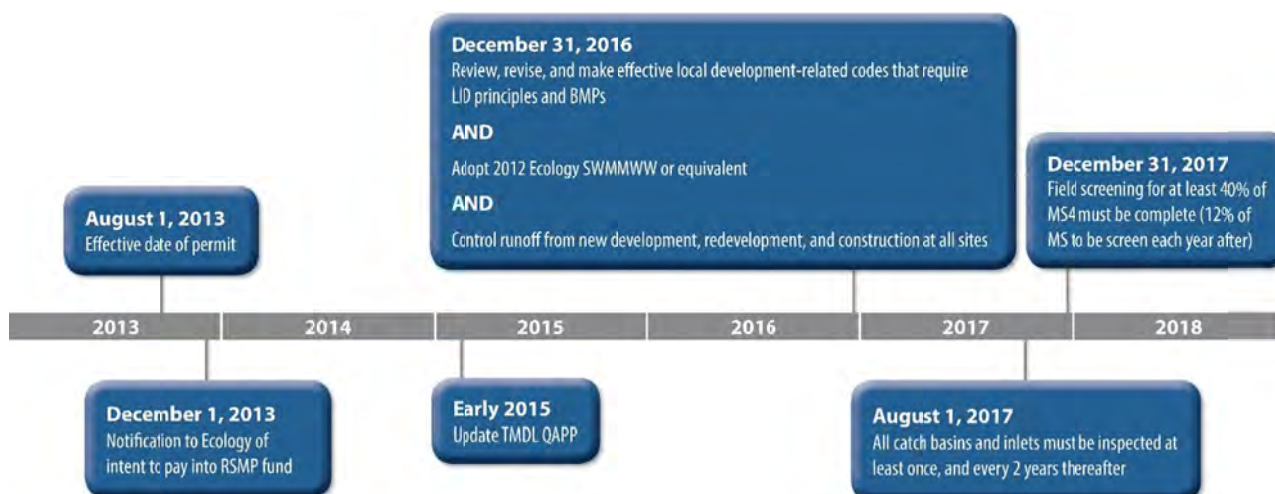 December 31, 2016
Review, revise, and make effective local development-related codes that require
LID principles and BMPs
AND
Adopt 2012 Ecology SWMMWW or equivalent
AND
Control runoff from new development, redevelopment, and construction at all sites
August 1, 2013
Effective date of permit
December 31, 2017
Field screening for at least 40% of
MS4 must be complete (12% of
MS to be screen each year after)
2013
2014
2015
2016
2017
2018
December 1, 2013
Notification to Ecology of
intent to pay into RSMP fund
Early 2015
Update TMDL QAPP
August 1, 2017
All catch basins and inlets must be inspected at
least once, and every 2 years thereafter